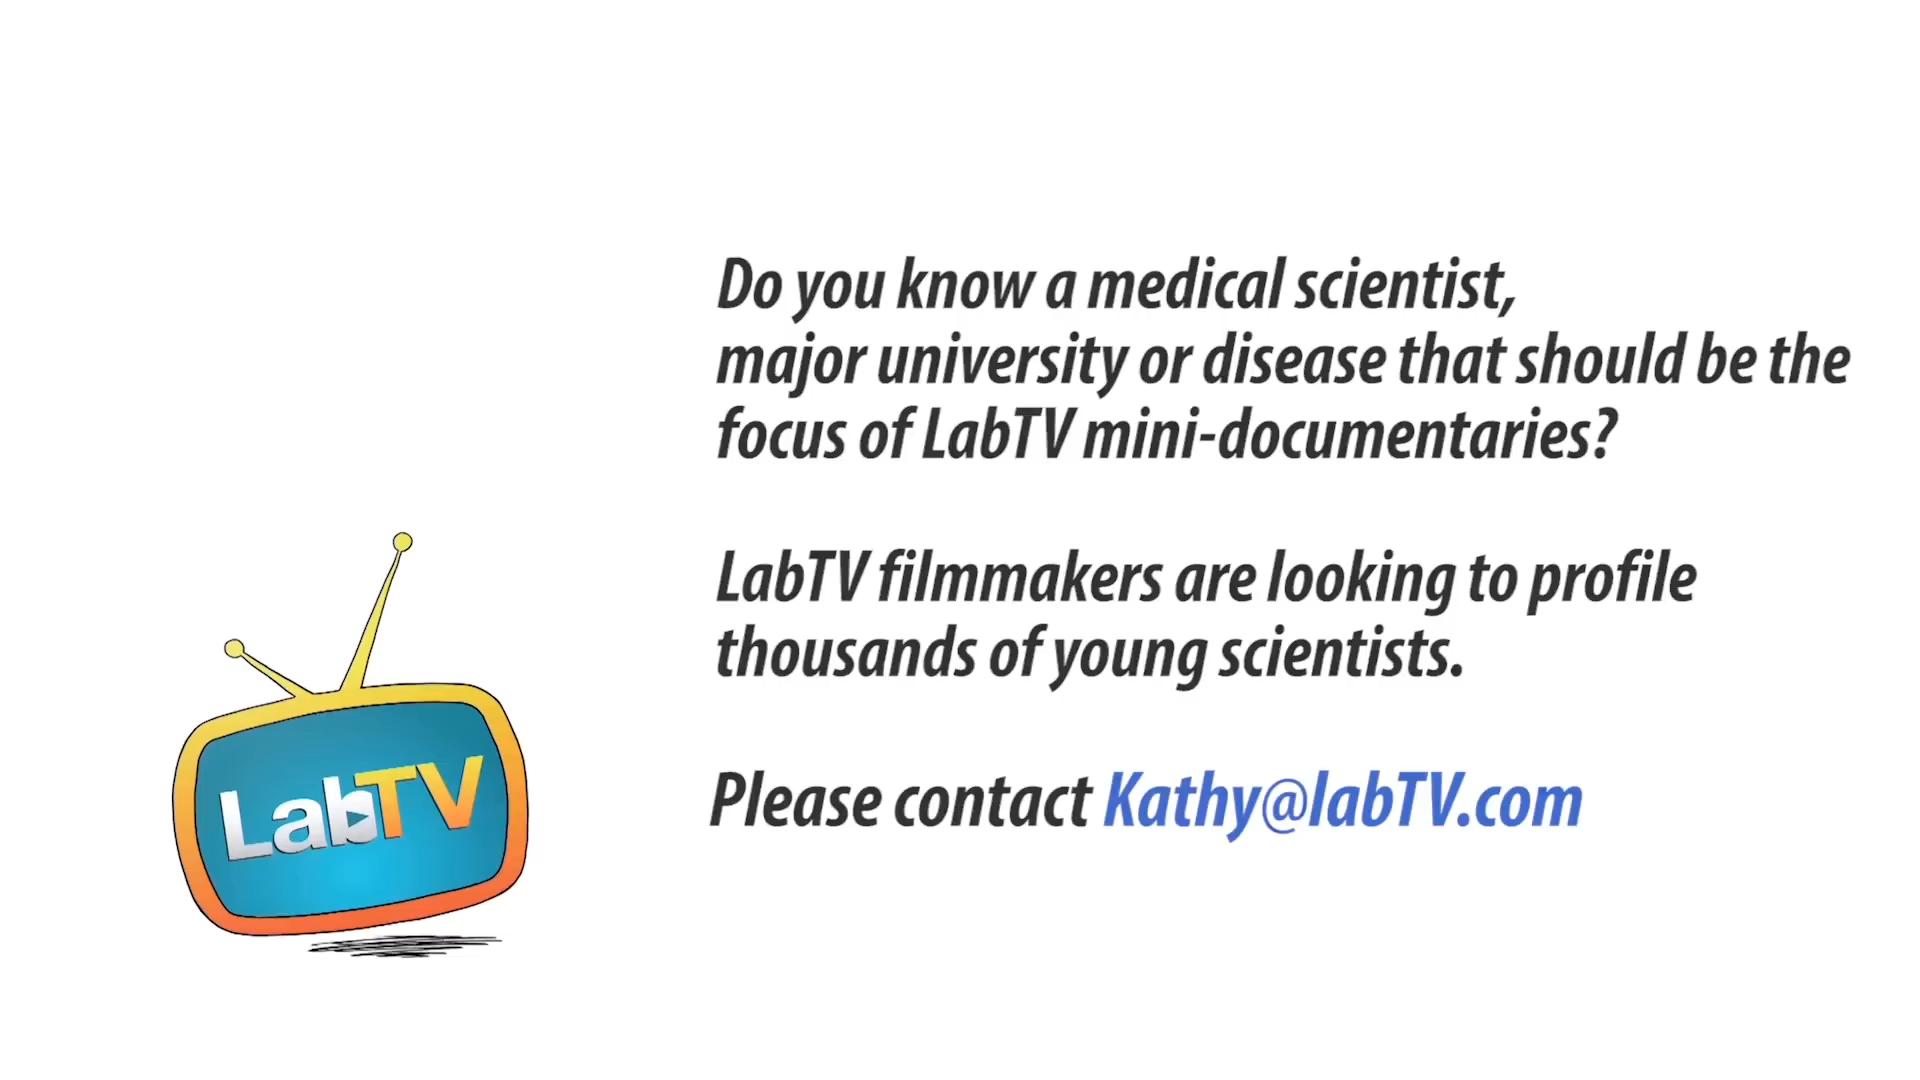 Do you know a medical scientist,
major university or disease that should be the
focus of LabTV mini-documentaries?
LabTV filmmakers are looking to profile
thousands of young scientists.
Please contact Kathy@labTV.com
LabTV